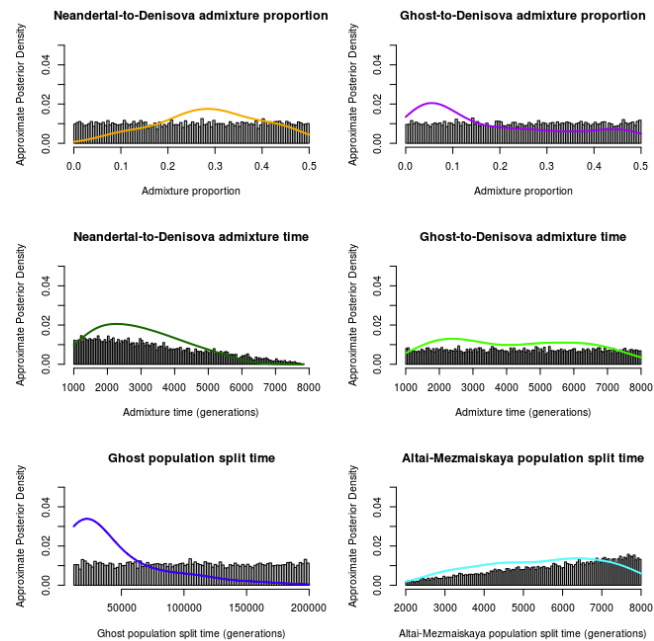 Neandertal-to-Denisova admixture proportion
Approximate Posterior Density
0.00 0.02 0.04
0.0 0.1 0.2 0.3 0.4 0.5
Admixture proportion
Ghost-to-Denisova admixture proportion
Approximate Posterior Density
0.00 0.02 0.04
0.0 0.1 0.2 0.3 0.4 0.5
Admixture proportion
Neandertal-to-Denisova admixture time
Approximate Posterior Density
0.00 0.02 0.04
1000 2000 3000 4000 5000 6000 7000 8000
Admixture time (generations)
Ghost-to-Denisova admixture time
Approximate Posterior Density
0.00 0.02 0.04
1000 2000 3000 4000 5000 6000 7000 8000
Admixture time (generations)
Ghost population split time
Approximate Posterior Density
0.00 0.02 0.04
50000 100000 150000 200000
Ghost population split time (generations)
Altai-Mezmaiskaya population split time
Approximate Posterior Density
0.00 0.02 0.04
2000 3000 4000 5000 6000 7000 8000
Altai-Mezmaiskaya population split time (generations)